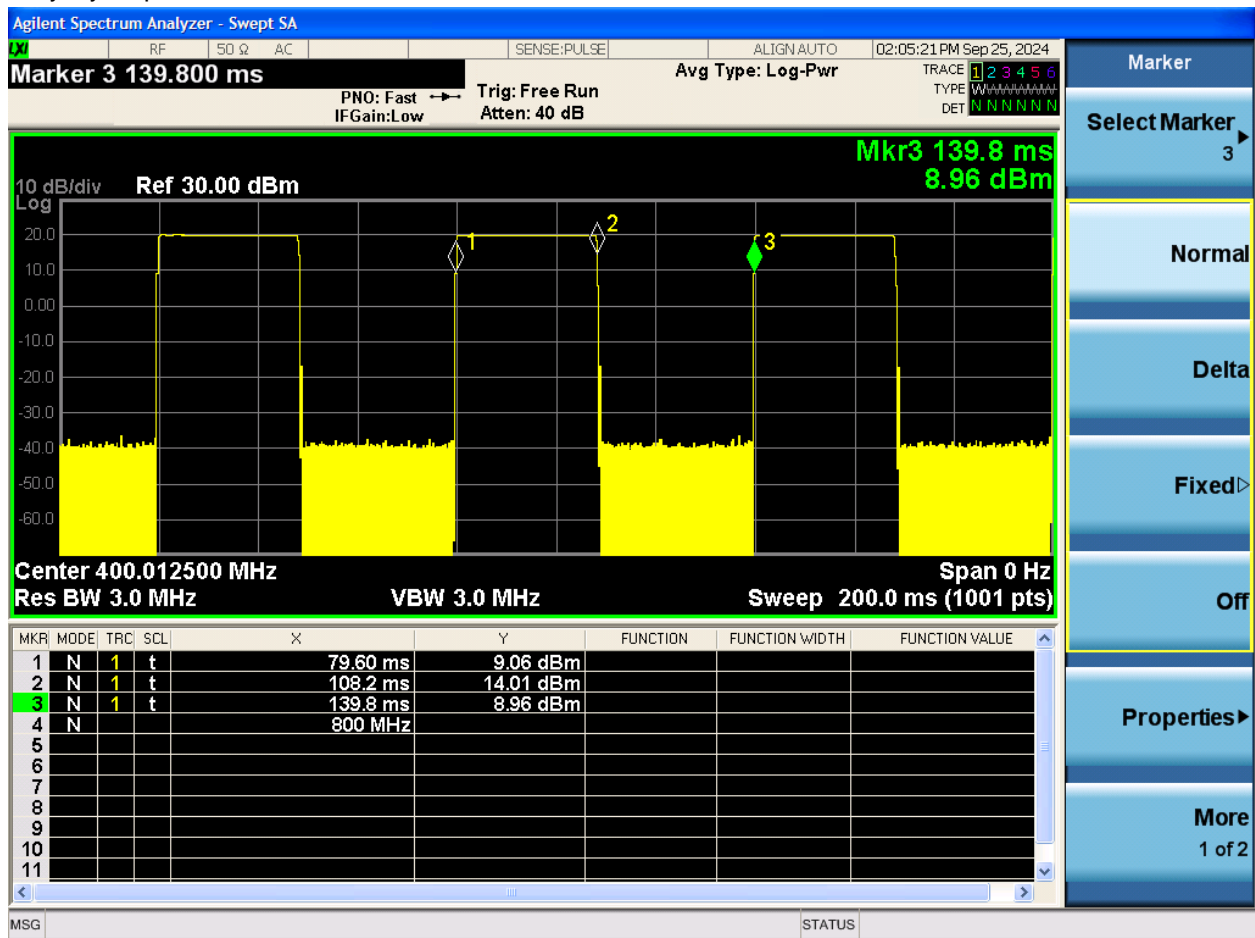 Agilent Spectrum Analyzer - Swept SA
LXI RF 50 Ω AC SENSE:PULSE ALIGN AUTO 02:05:21 PM Sep 25, 2024
Marker 3 139.800 ms
PNO: Fast
IFGain:Low
Trig: Free Run
Atten: 40 dB
Avg Type: Log-Pwr
TRACE 1 2 3 4 5 6
TYPE
DET N N N N N N
Mkr3 139.8 ms
8.96 dBm
10 dB/div Ref 30.00 dBm
Log
20.0
10.0
0.00
-10.0
-20.0
-30.0
-40.0
-50.0
-60.0
1
2
3
Center 400.012500 MHz Span 0 Hz
Res BW 3.0 MHz VBW 3.0 MHz Sweep 200.0 ms (1001 pts)
MKR MODE TRC SCL X Y FUNCTION FUNCTION WIDTH FUNCTION VALUE
1 N 1 t 79.60 ms 9.06 dBm
2 N 1 t 108.2 ms 14.01 dBm
3 N 1 t 139.8 ms 8.96 dBm
4 N 800 MHz
5
6
7
8
9
10
11
MSG STATUS
Marker
Select Marker
3
Normal
Delta
Fixed
Off
Properties
More
1 of 2